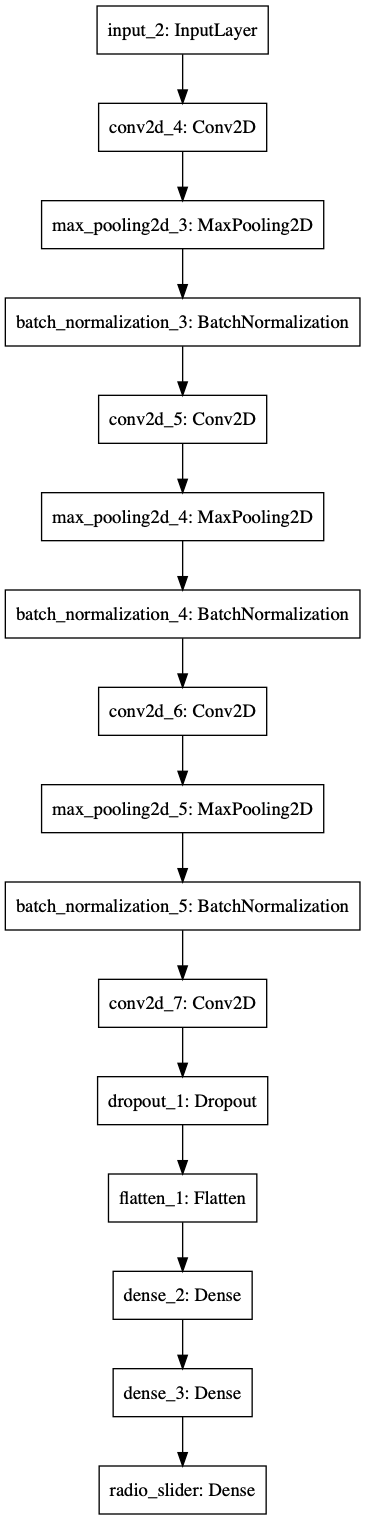 input_2: InputLayer
conv2d_4: Conv2D
max_pooling2d_3: MaxPooling2D
batch_normalization_3: BatchNormalization
conv2d_5: Conv2D
max_pooling2d_4: MaxPooling2D
batch_normalization_4: BatchNormalization
conv2d_6: Conv2D
max_pooling2d_5: MaxPooling2D
batch_normalization_5: BatchNormalization
conv2d_7: Conv2D
dropout_1: Dropout
flatten_1: Flatten
dense_2: Dense
dense_3: Dense
radio_slider: Dense